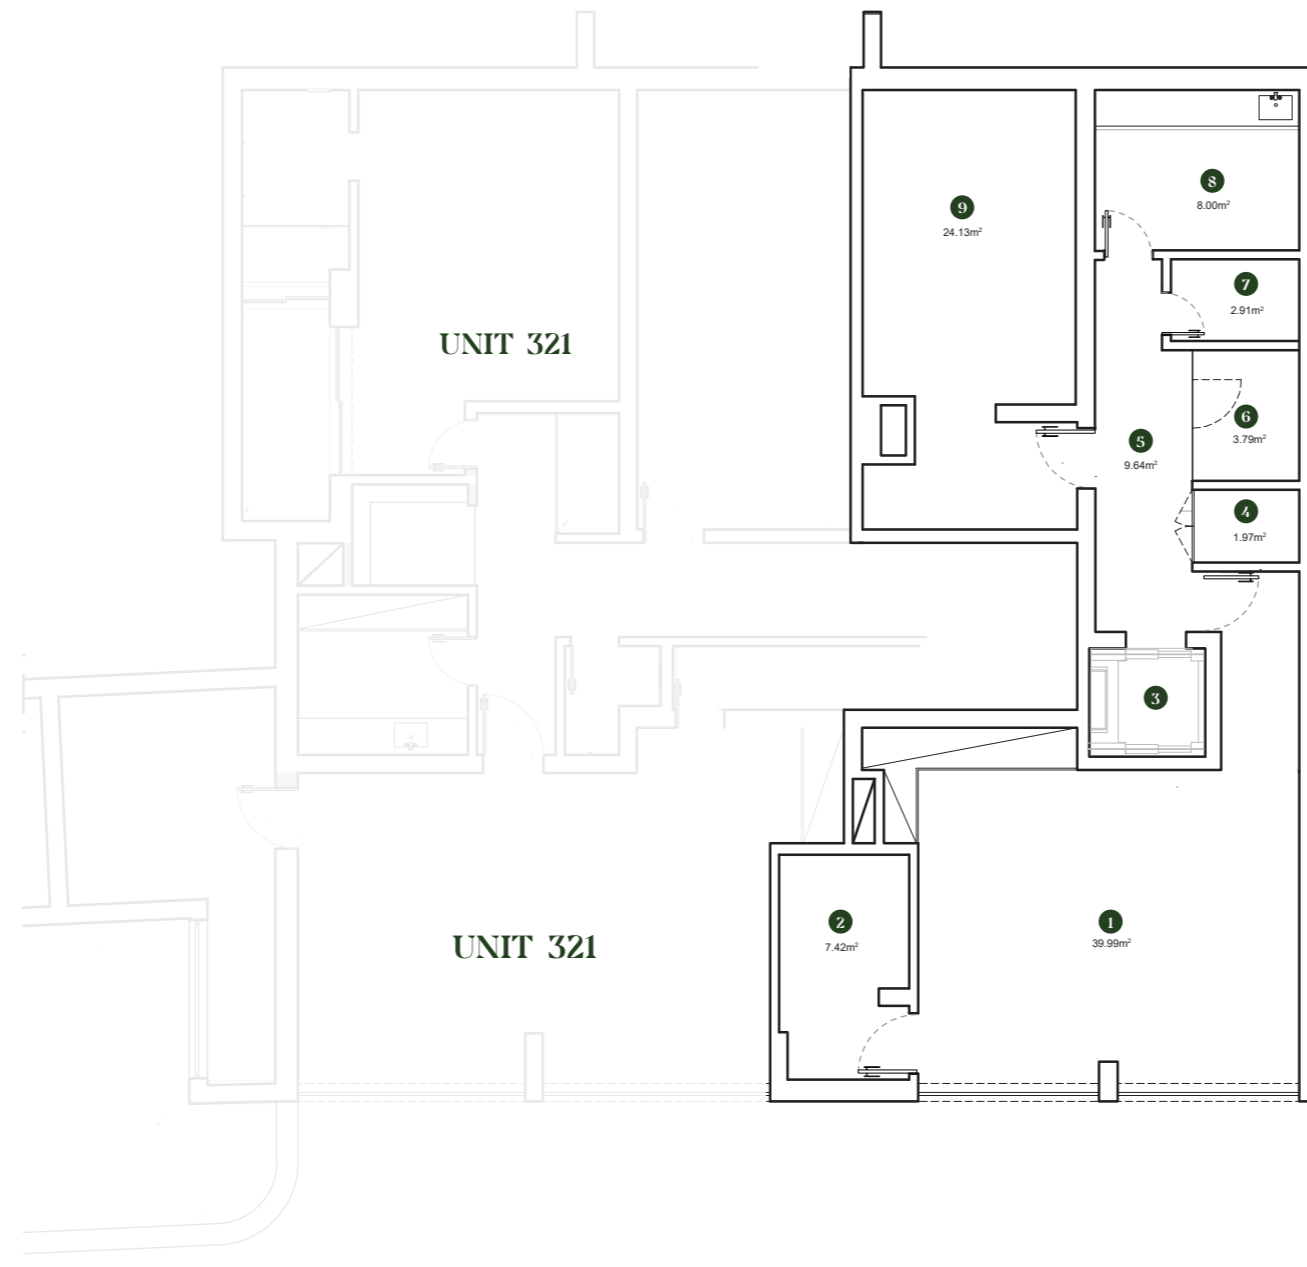 8
8.00m²
9
24.13m²
7
2.91m²
UNIT 321
6
3.79m²
5
9.64m²
4
1.97m²
3
2
7.42m²
1
39.99m²
UNIT 321